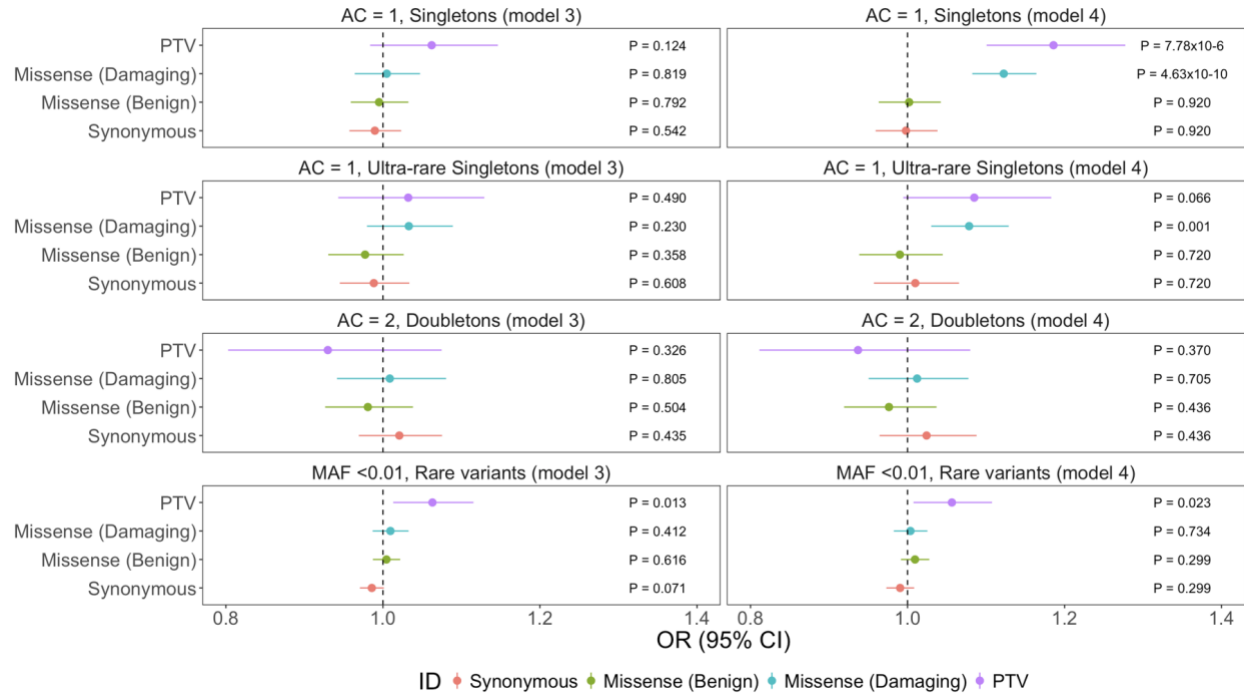 AC = 1, Singletons (model 3)
AC = 1, Singletons (model 4)
PTV
P = 0.124
P = 7.78x10-6
Missense (Damaging)
P = 0.819
P = 4.63x10-10
Missense (Benign)
P = 0.792
P = 0.920
Synonymous
P = 0.542
P = 0.920
AC = 1, Ultra-rare Singletons (model 3)
AC = 1, Ultra-rare Singletons (model 4)
PTV
P = 0.490
P = 0.066
Missense (Damaging)
P = 0.230
P = 0.001
Missense (Benign)
P = 0.358
P = 0.720
Synonymous
P = 0.608
P = 0.720
AC = 2, Doubletons (model 3)
AC = 2, Doubletons (model 4)
PTV
P = 0.326
P = 0.370
Missense (Damaging)
P = 0.805
P = 0.705
Missense (Benign)
P = 0.504
P = 0.436
Synonymous
P = 0.435
P = 0.436
MAF <0.01, Rare variants (model 3)
MAF <0.01, Rare variants (model 4)
PTV
P = 0.013
P = 0.023
Missense (Damaging)
P = 0.412
P = 0.734
Missense (Benign)
P = 0.616
P = 0.299
Synonymous
P = 0.071
P = 0.299
0.8 1.0 1.2 1.4
0.8 1.0 1.2 1.4
OR (95% CI)
ID Synonymous Missense (Benign) Missense (Damaging) PTV